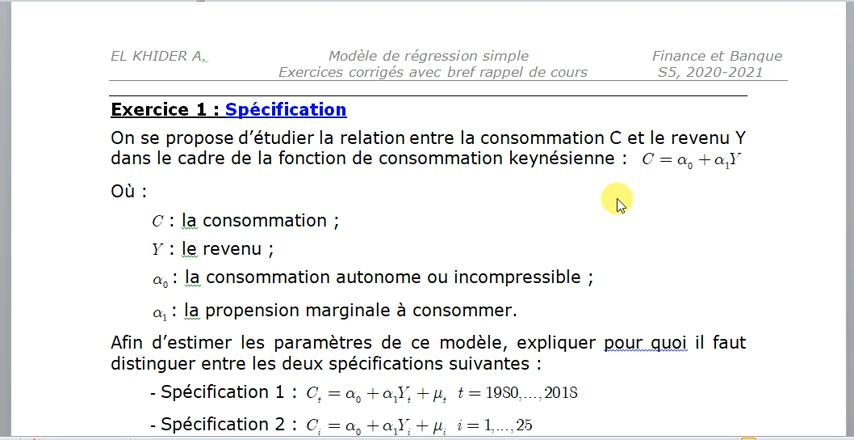 EL KHIDER A. Modèle de régression simple Finance et Banque
Exercices corrigés avec bref rappel de cours S5, 2020-2021
Exercice 1 : Spécification
On se propose d'étudier la relation entre la consommation C et le revenu Y
dans le cadre de la fonction de consommation keynésienne : C = α₀ + α₁Y
Où :
C : la consommation ;
Y : le revenu ;
α₀ : la consommation autonome ou incompressible ;
α₁ : la propension marginale à consommer.
Afin d'estimer les paramètres de ce modèle, expliquer pour quoi il faut
distinguer entre les deux spécifications suivantes :
- Spécification 1 : Cₜ = α₀ + α₁Yₜ + μₜ t = 1980,...,2018
- Spécification 2 : Cᵢ = α₀ + α₁Yᵢ + μᵢ i = 1,...,25